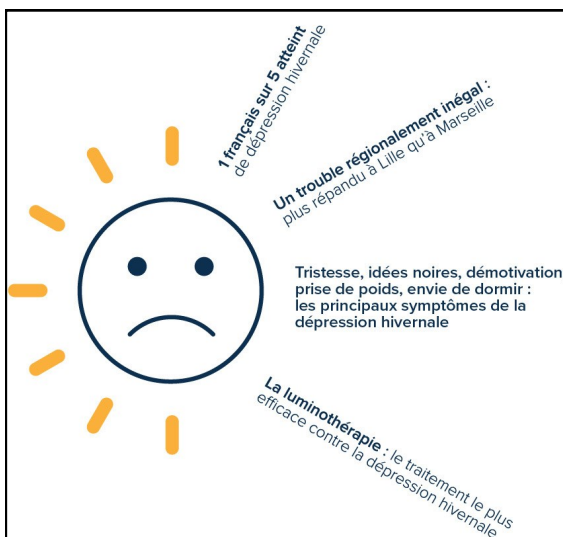 1 français sur 5 atteint
de dépression hivernale
Un trouble régionalement inégal :
plus répandu à Lille qu'à Marseille
Tristesse, idées noires, démotivation
prise de poids, envie de dormir :
les principaux symptômes de la
dépression hivernale
La luminothérapie : le traitement le plus
efficace contre la dépression hivernale